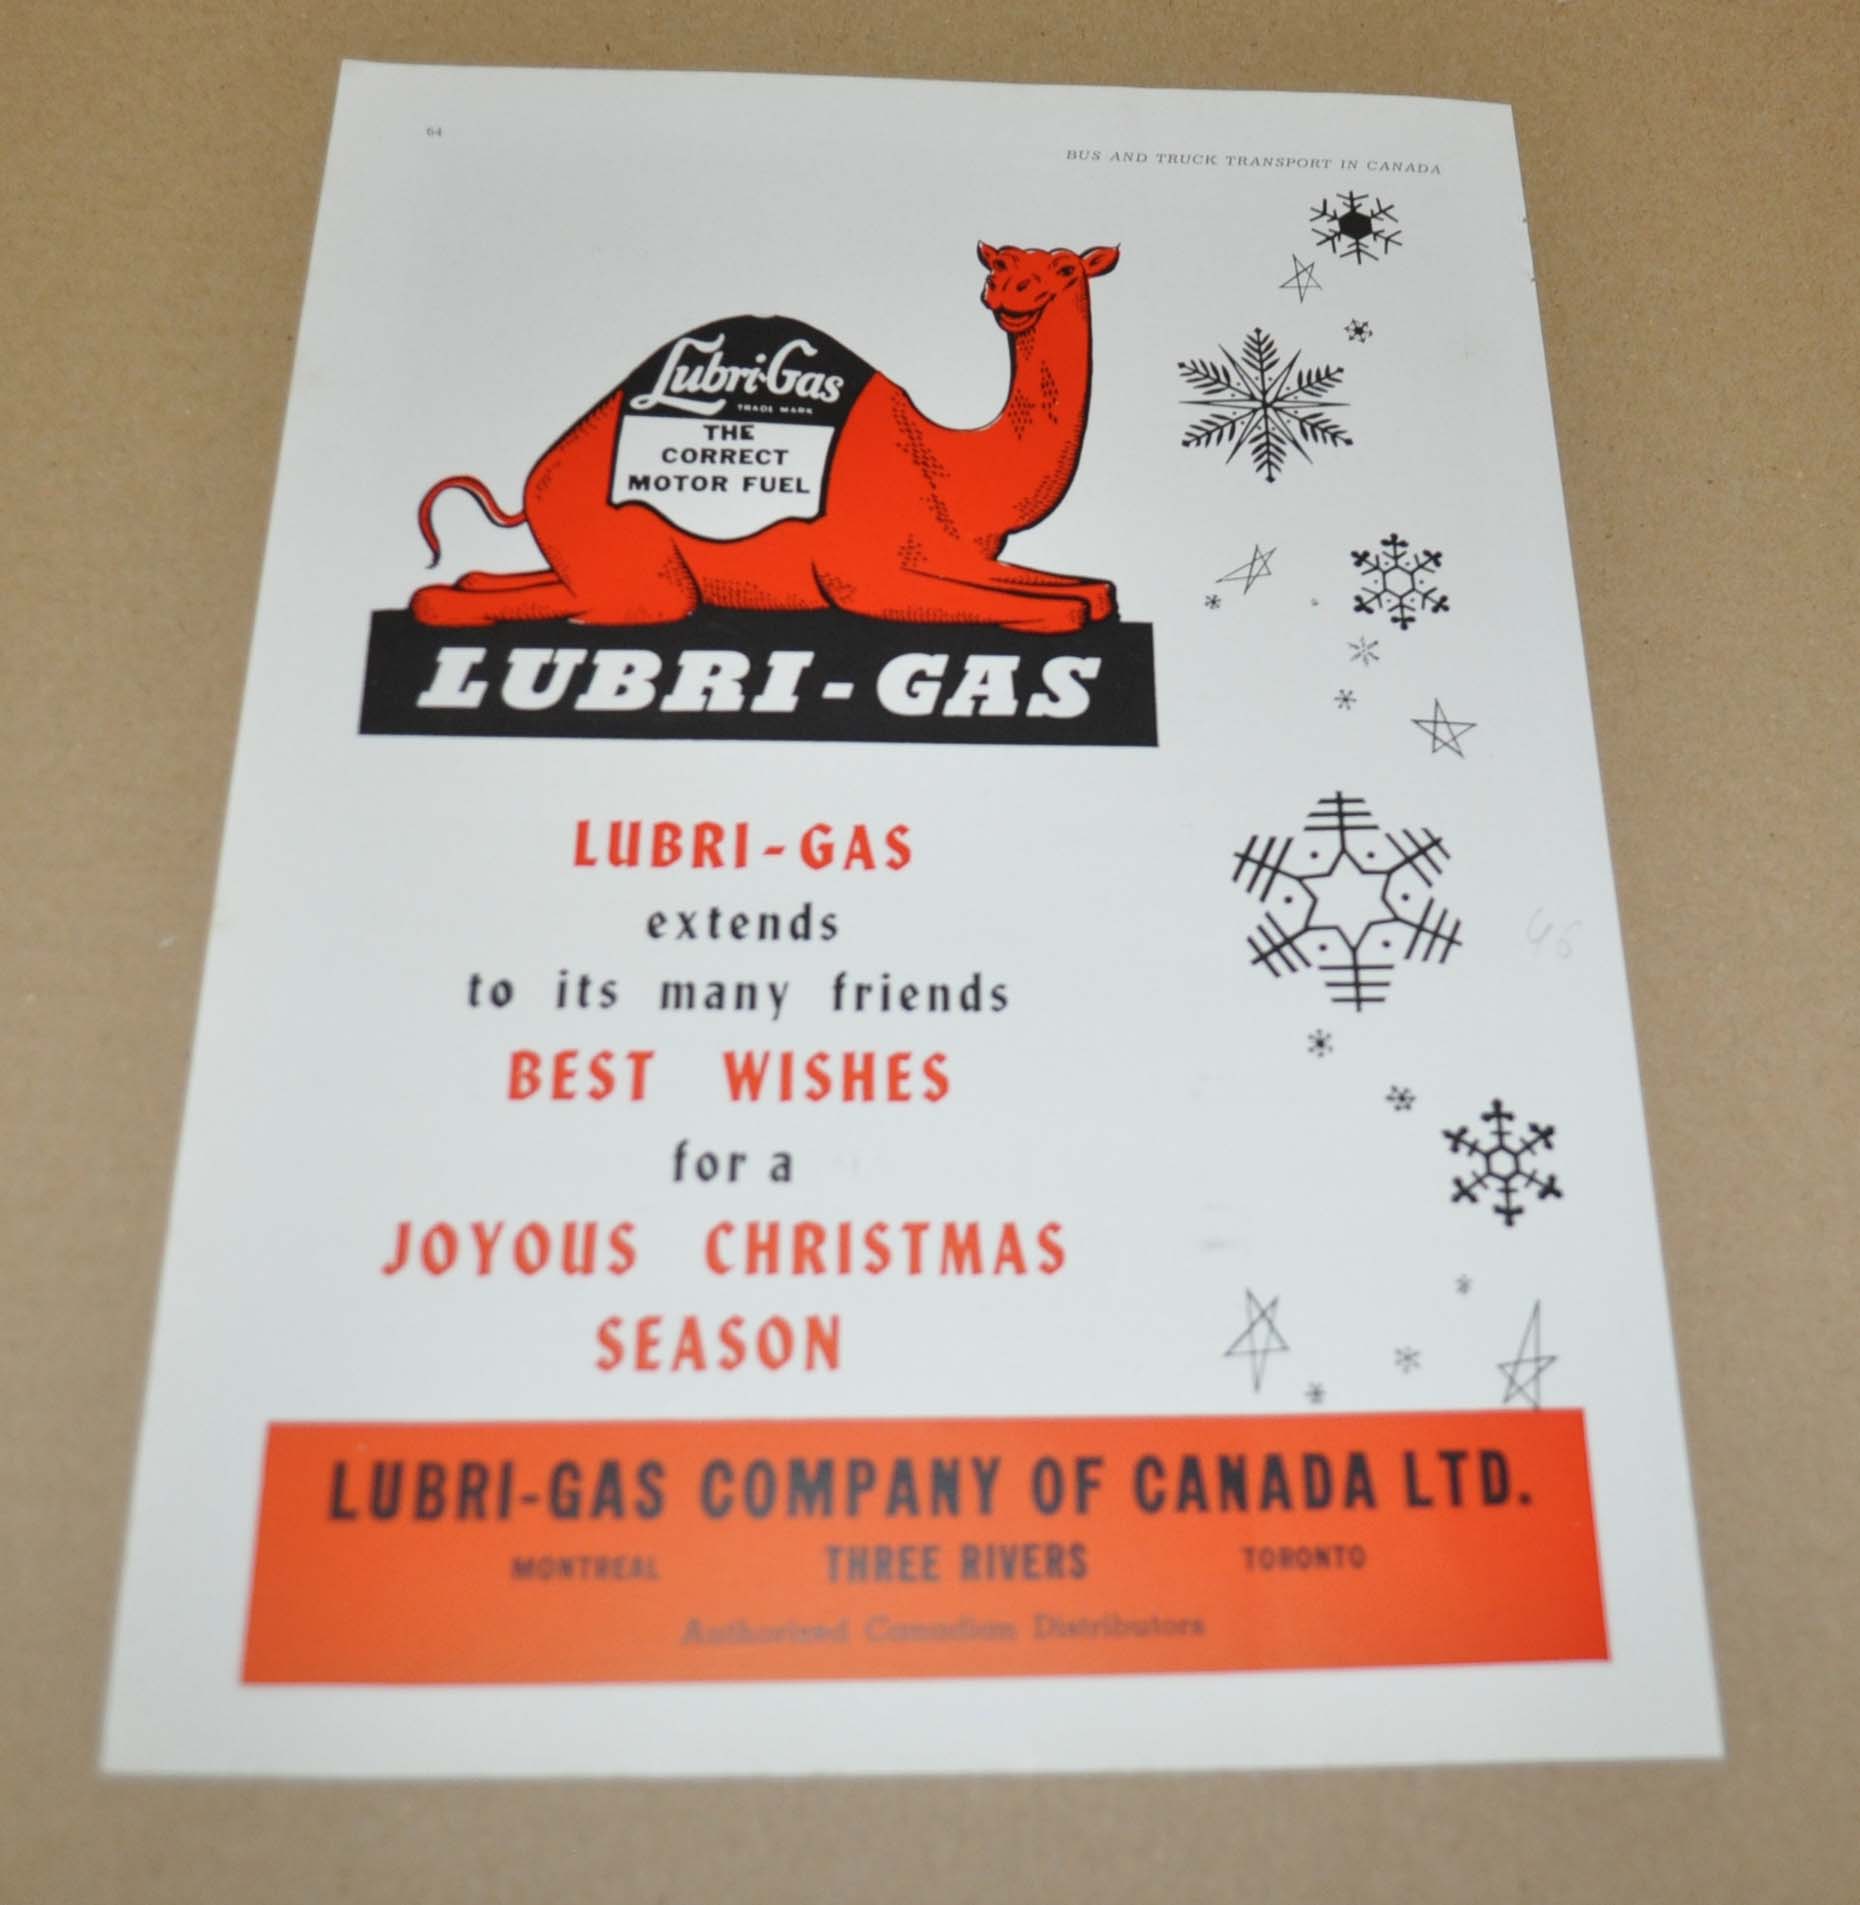 64
BUS AND TRUCK TRANSPORT IN CANADA
Lubri-Gas
TRADE MARK
THE
CORRECT
MOTOR FUEL
LUBRI-GAS
LUBRI-GAS
extends
to its many friends
BEST WISHES
for a
JOYOUS CHRISTMAS
SEASON
LUBRI-GAS COMPANY OF CANADA LTD.
MONTREAL THREE RIVERS TORONTO
Authorized Canadian Distributors